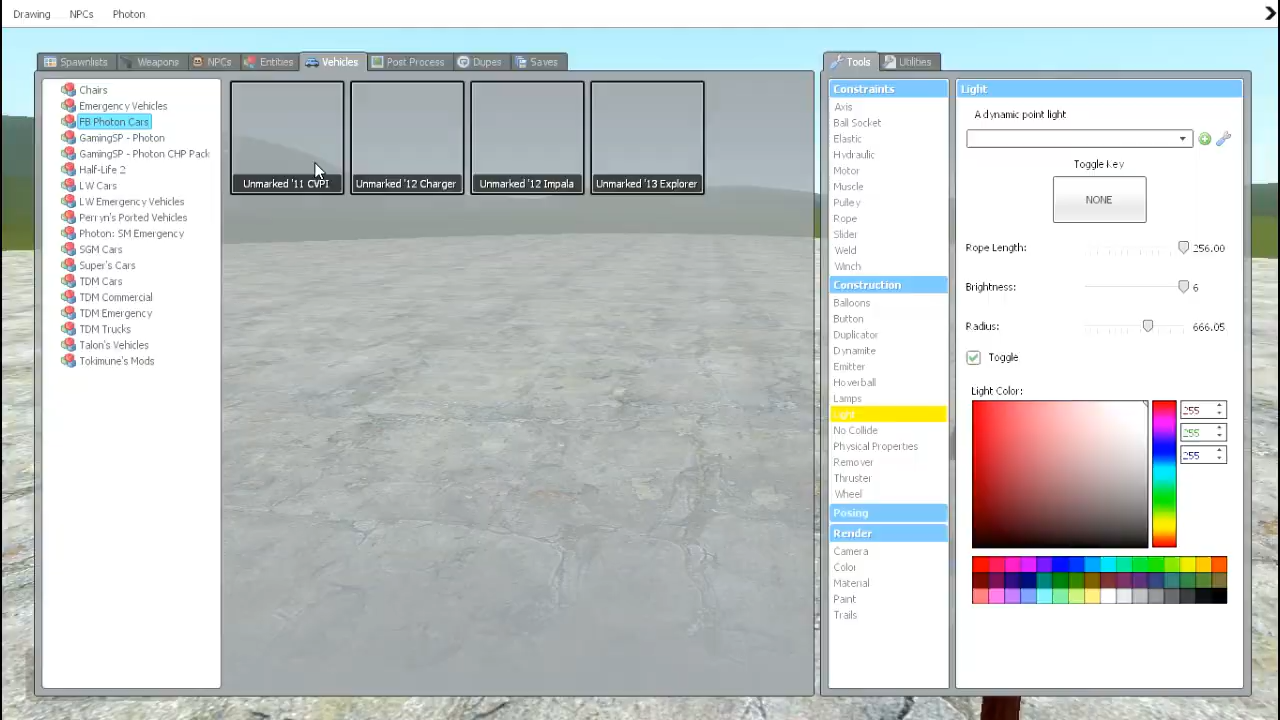 Drawing NPCs Photon
Spawnlists Weapons NPCs Entities Vehicles Post Process Dupes Saves
Chairs
Emergency Vehicles
FB Photon Cars
GamingSP - Photon
GamingSP - Photon CHP Pack
Half-Life 2
LW Cars
LW Emergency Vehicles
Perryn's Ported Vehicles
Photon: SM Emergency
SGM Cars
Super's Cars
TDM Cars
TDM Commercial
TDM Emergency
TDM Trucks
Talon's Vehicles
Tokimune's Mods
Unmarked '11 CVPI
Unmarked '12 Charger
Unmarked '12 Impala
Unmarked '13 Explorer
Tools Utilities
Constraints
Axis
Ball Socket
Elastic
Hydraulic
Motor
Muscle
Pulley
Rope
Slider
Weld
Winch
Construction
Balloons
Button
Duplicator
Dynamite
Emitter
Hoverball
Lamps
Light
No Collide
Physical Properties
Remover
Thruster
Wheel
Posing
Render
Camera
Color
Material
Paint
Trails
Light
A dynamic point light
Toggle Key
NONE
Rope Length: 256.00
Brightness: 6
Radius: 666.05
Toggle
Light Color:
255
255
255